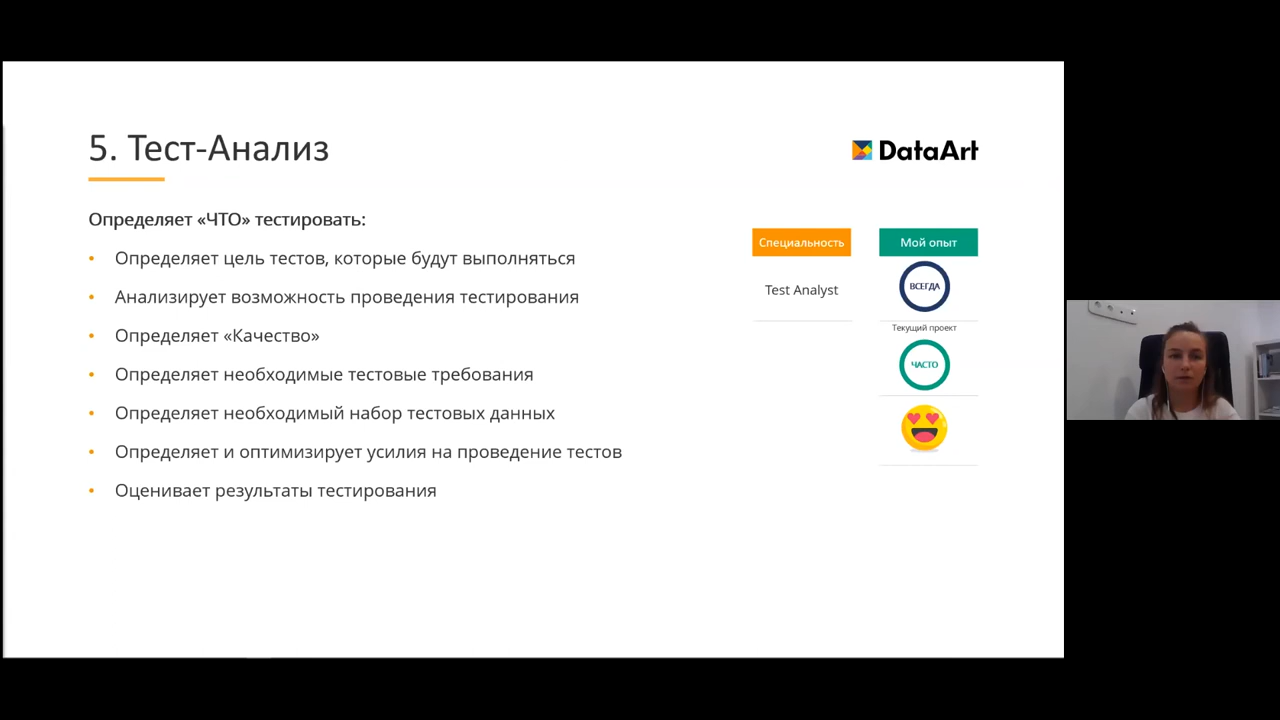 5. Тест-Анализ
DataArt
Определяет «ЧТО» тестировать:
• Определяет цель тестов, которые будут выполняться
• Анализирует возможность проведения тестирования
• Определяет «Качество»
• Определяет необходимые тестовые требования
• Определяет необходимый набор тестовых данных
• Определяет и оптимизирует усилия на проведение тестов
• Оценивает результаты тестирования
Специальность
Мой опыт
Test Analyst
ВСЕГДА
Текущий проект
ЧАСТО